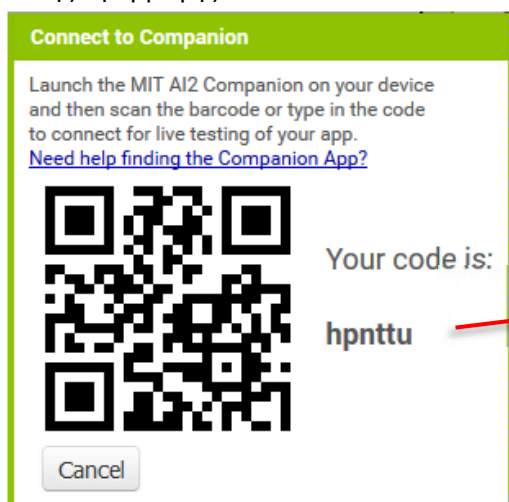 Connect to Companion
Launch the MIT AI2 Companion on your device
and then scan the barcode or type in the code
to connect for live testing of your app.
Need help finding the Companion App?
Your code is:
hpnttu
Cancel